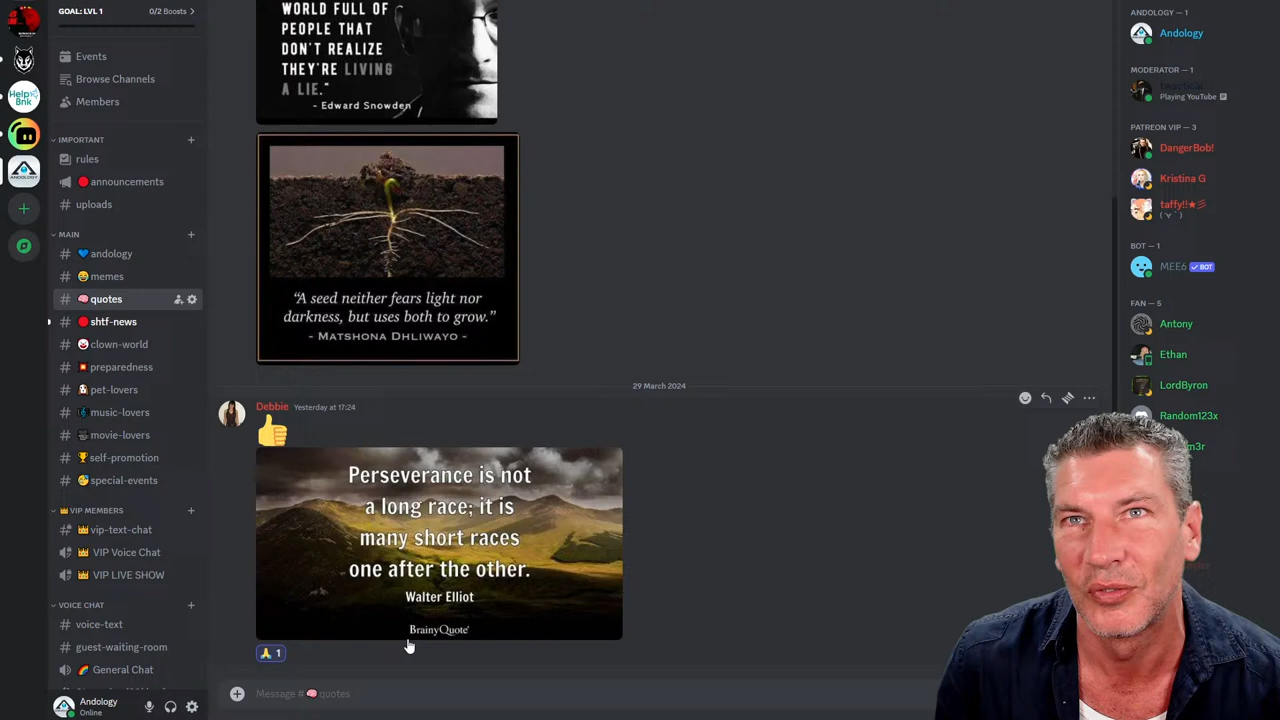 GOAL: LVL 1
0/2 Boosts
Events
Browse Channels
Members
IMPORTANT
rules
announcements
uploads
MAIN
andology
memes
quotes
shtf-news
clown-world
preparedness
pet-lovers
music-lovers
movie-lovers
self-promotion
special-events
VIP MEMBERS
vip-text-chat
VIP Voice Chat
VIP LIVE SHOW
VOICE CHAT
voice-text
guest-waiting-room
General Chat
Andology
Online
Help
Bnk
ANDOLOGY
WORLD FULL OF
PEOPLE THAT
DON'T REALIZE
THEY'RE LIVING
A LIE."
- Edward Snowden
“A seed neither fears light nor
darkness, but uses both to grow.”
- MATSHONA DHLIWAYO -
29 March 2024
Debbie Yesterday at 17:24
Perseverance is not
a long race; it is
many short races
one after the other.
Walter Elliot
BrainyQuote
1
Message # quotes
ANDOLOGY — 1
Andology
MODERATOR — 1
Playing YouTube
PATREON VIP — 3
DangerBob!
Kristina G
taffy!!★彡
BOT — 1
MEE6 BOT
FAN — 5
Antony
Ethan
LordByron
Random123x